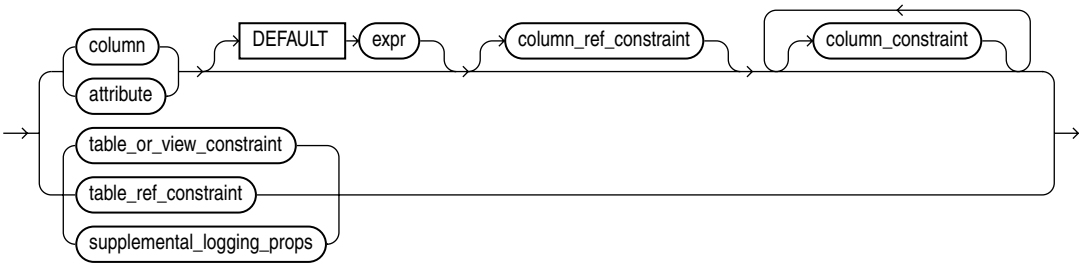 column
attribute
DEFAULT
expr
column_ref_constraint
column_constraint
table_or_view_constraint
table_ref_constraint
supplemental_logging_props